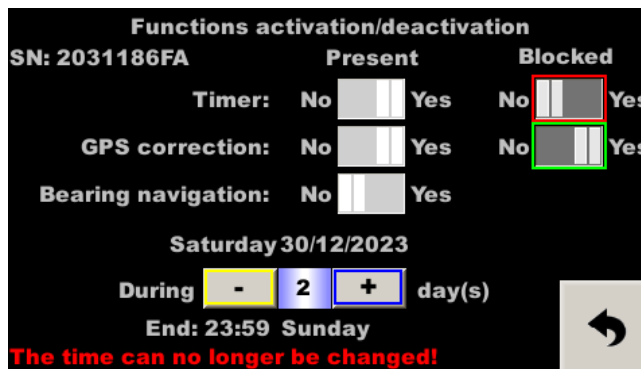 Functions activation/deactivation
SN: 2031186FA Present Blocked
Timer: No Yes No Yes
GPS correction: No Yes No Yes
Bearing navigation: No Yes
Saturday 30/12/2023
During - 2 + day(s)
End: 23:59 Sunday
The time can no longer be changed!